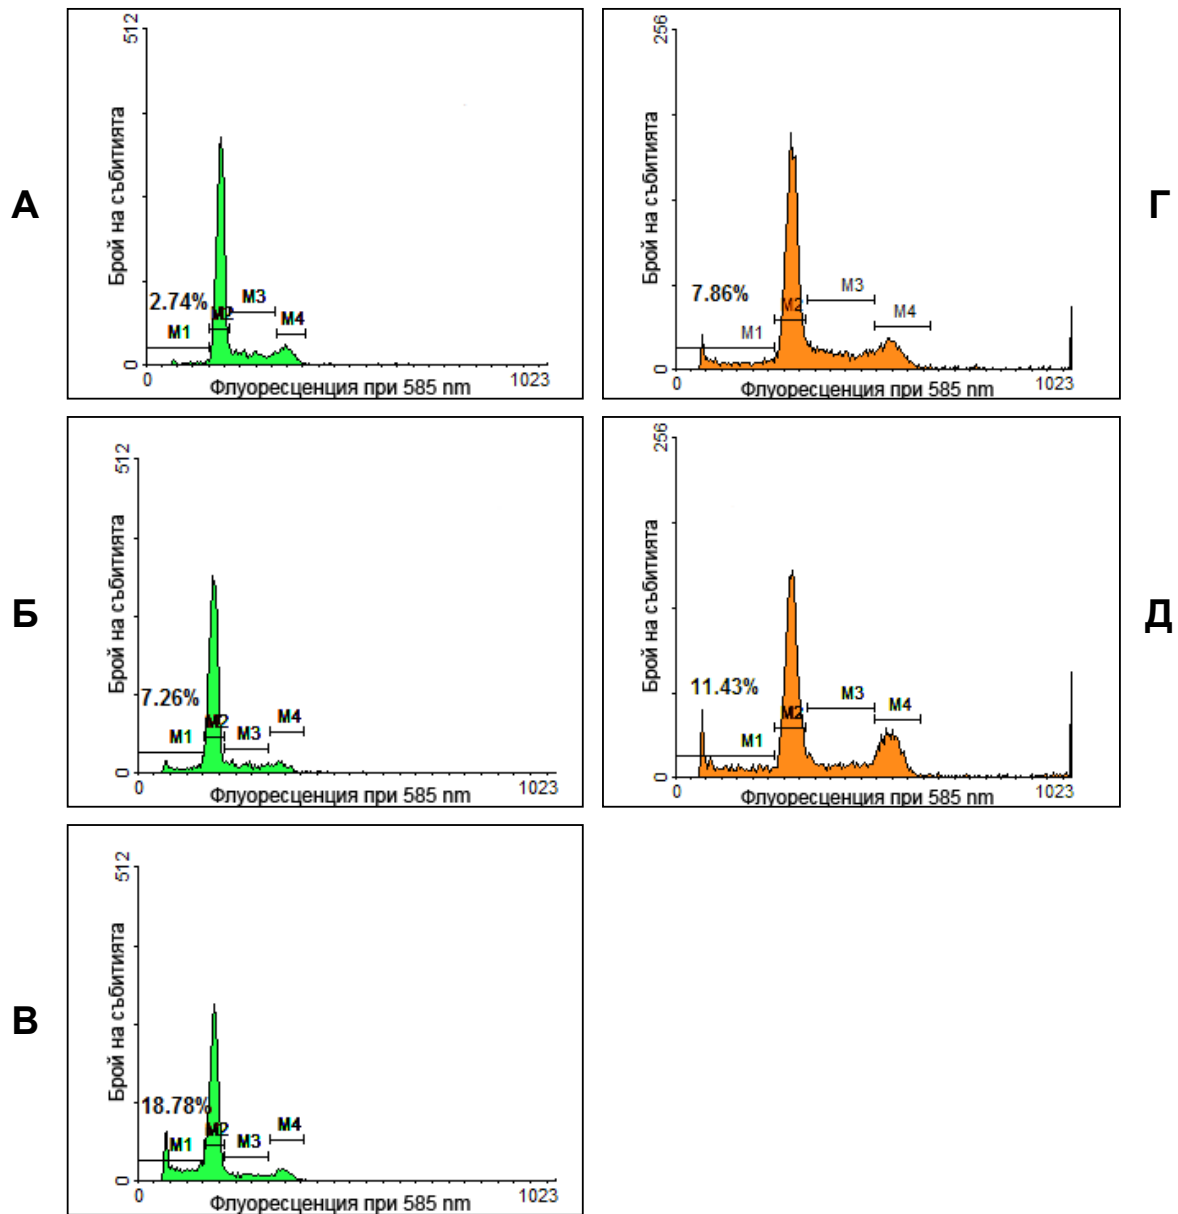 А
512
Брой на събитията
2.74%
M3
M2
M4
M1
0
0
Флуоресценция при 585 nm
1023
256
Брой на събитията
7.86%
M3
M2
M4
M1
0
0
Флуоресценция при 585 nm
1023
Г
Б
512
Брой на събитията
7.26%
M2
M4
M1
M3
0
0
Флуоресценция при 585 nm
1023
256
Брой на събитията
11.43%
M3
M2
M4
M1
0
0
Флуоресценция при 585 nm
1023
Д
В
512
Брой на събитията
18.78%
M2
M4
M1
M3
0
0
Флуоресценция при 585 nm
1023